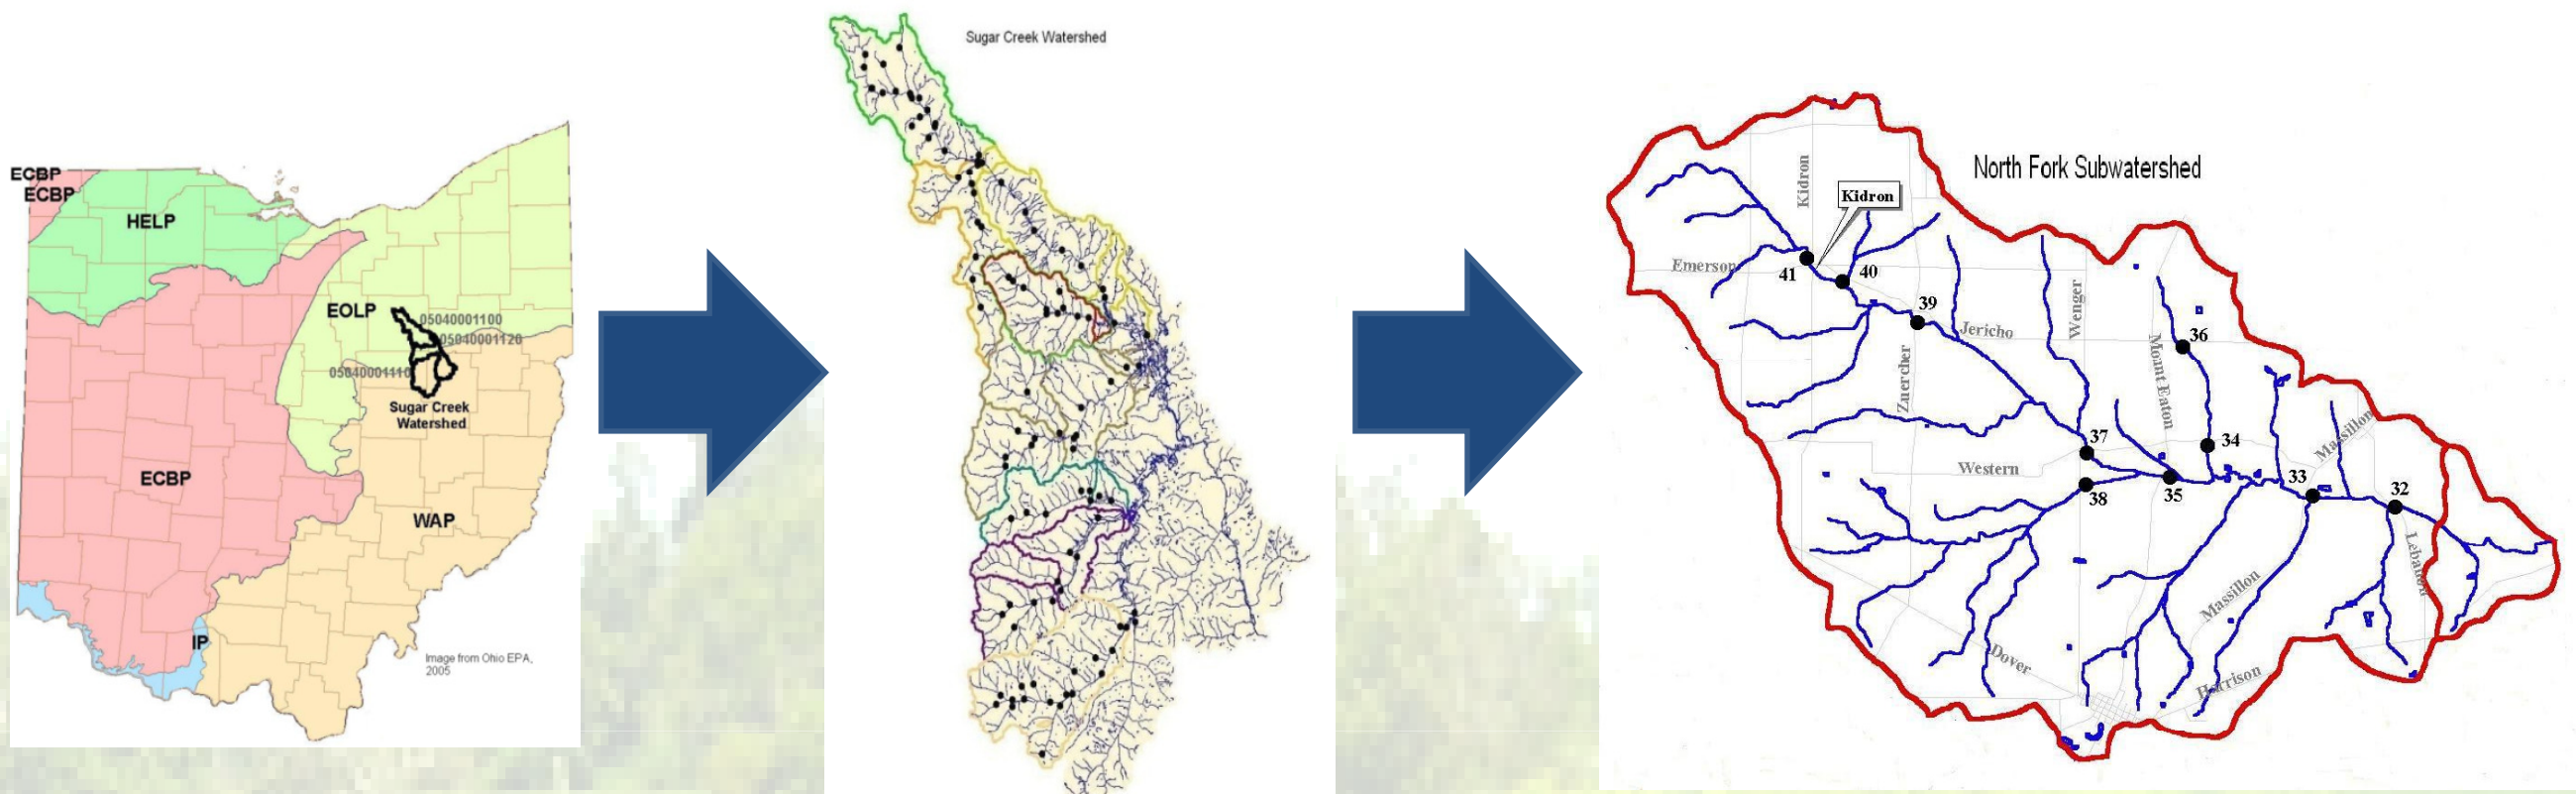 ECBP
ECBP
HELP
EOLP
05040001100
05040001120
05040001110
Sugar Creek
Watershed
ECBP
WAP
IP
Image from Ohio EPA,
2005
Sugar Creek Watershed
North Fork Subwatershed
Kidron
Kidron
Emerson
41
40
39
Jericho
Wenger
Zuercher
Mount Eaton
36
37
34
Massillon
Western
38
35
33
32
Lebanon
Massillon
Dover
Harrison